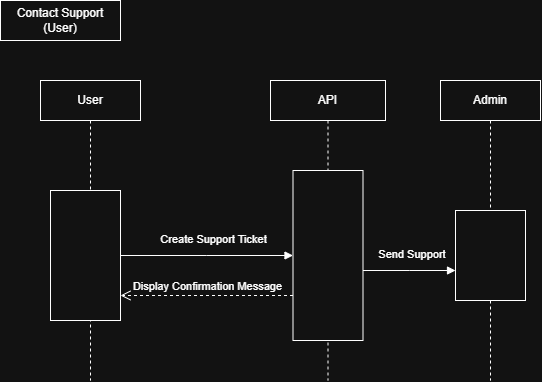 Contact Support
(User)
User
API
Admin
Create Support Ticket
Send Support
Display Confirmation Message